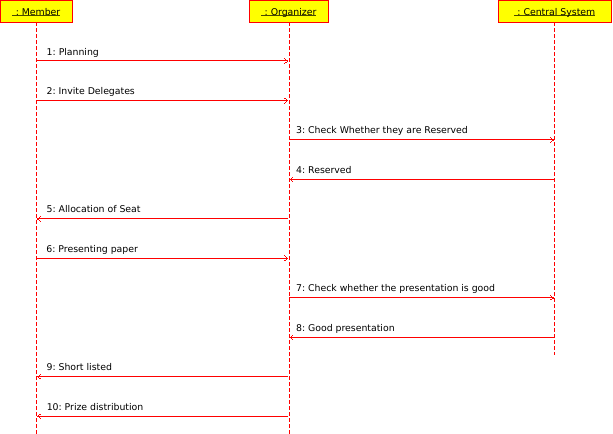 : Member
: Organizer
: Central System
1: Planning
2: Invite Delegates
3: Check Whether they are Reserved
4: Reserved
5: Allocation of Seat
6: Presenting paper
7: Check whether the presentation is good
8: Good presentation
9: Short listed
10: Prize distribution